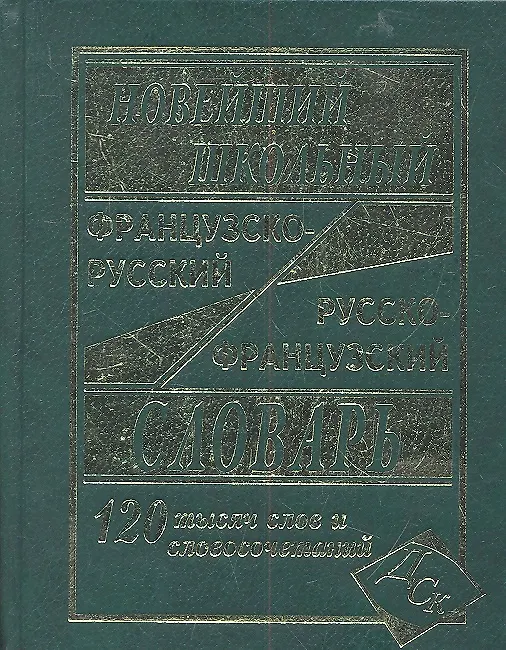 НОВЕЙШИЙ
ШКОЛЬНЫЙ
ФРАНЦУЗСКО-
РУССКИЙ
РУССКО-
ФРАНЦУЗСКИЙ
СЛОВАРЬ
120 тысяч слов и
словосочетаний
ДСК